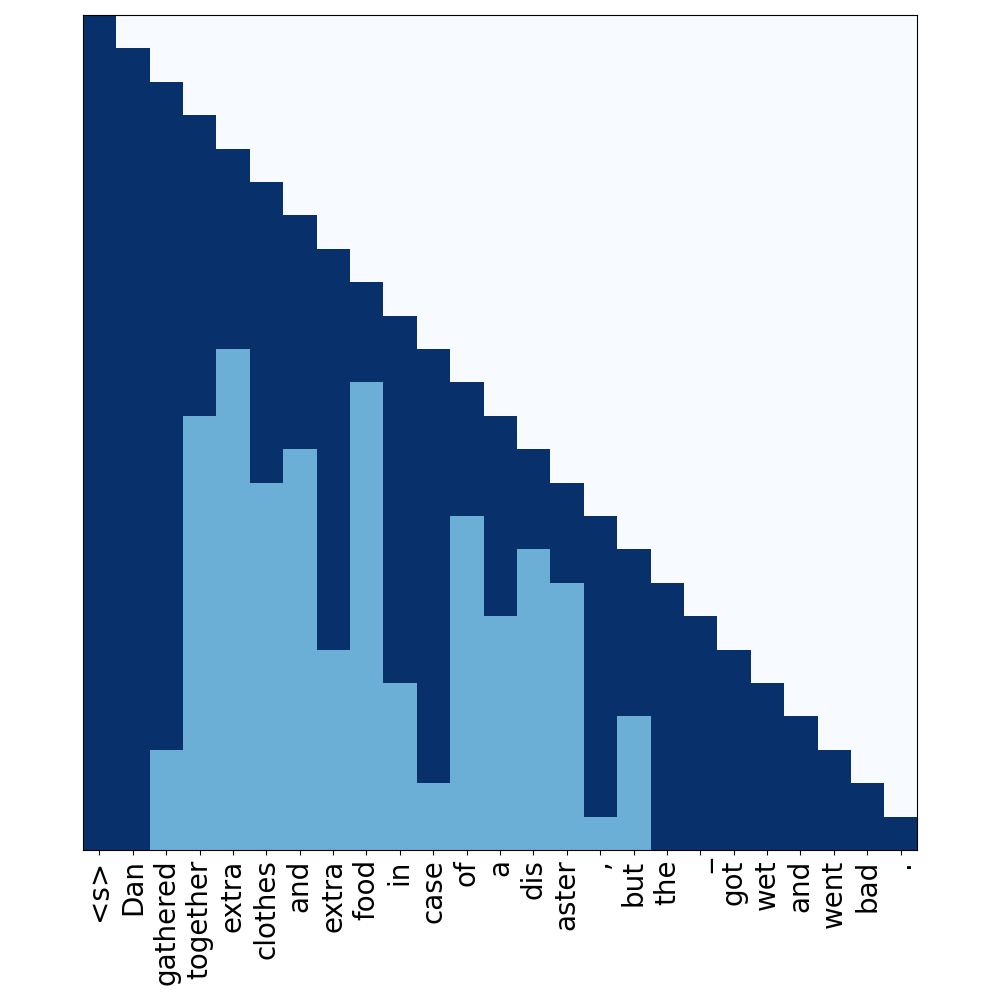 <s>
Dan
gathered
together
extra
clothes
and
extra
food
in
case
of
a
dis
aster
,
but
the
_
got
wet
and
went
bad
.